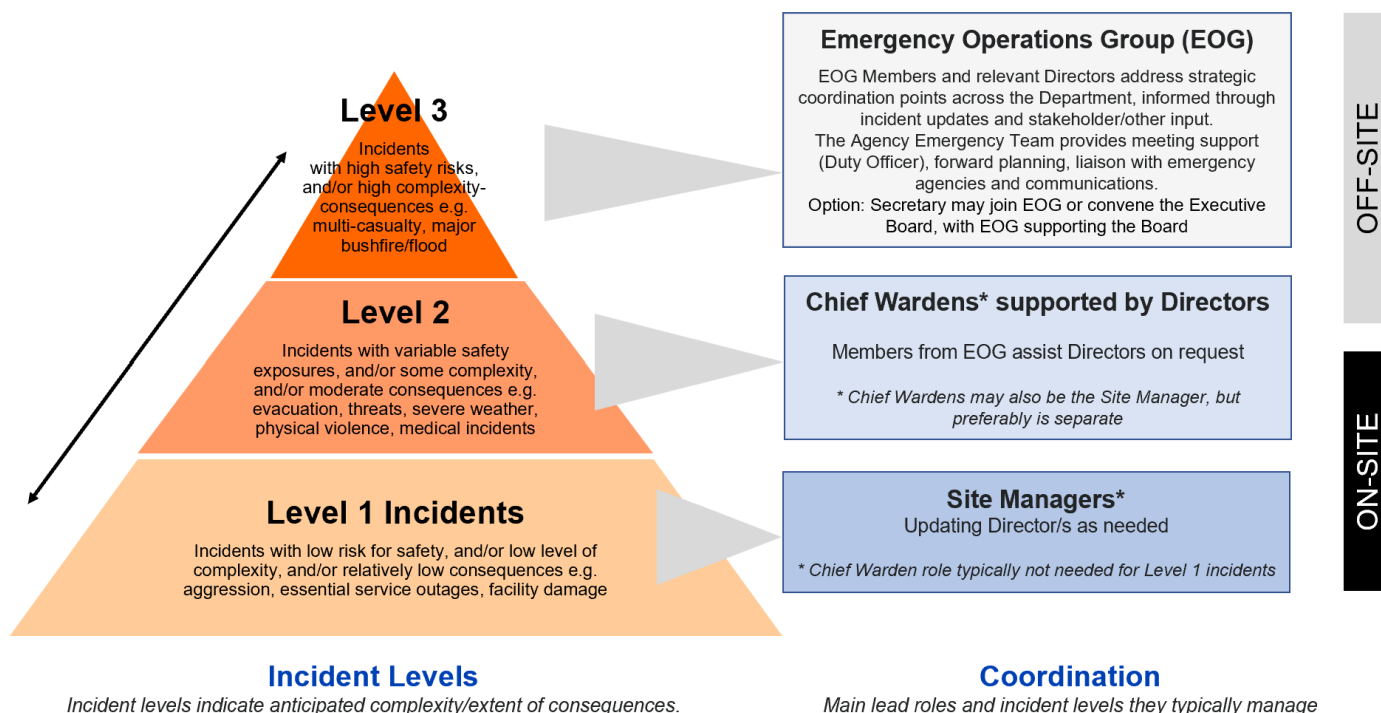 Level 3
Incidents
with high safety risks,
and/or high complexity-
consequences e.g.
multi-casualty, major
bushfire/flood
Level 2
Incidents with variable safety
exposures, and/or some complexity,
and/or moderate consequences e.g.
evacuation, threats, severe weather,
physical violence, medical incidents
Level 1 Incidents
Incidents with low risk for safety, and/or low level of
complexity, and/or relatively low consequences e.g.
aggression, essential service outages, facility damage
Incident Levels
Incident levels indicate anticipated complexity/extent of consequences.
Emergency Operations Group (EOG)
EOG Members and relevant Directors address strategic
coordination points across the Department, informed through
incident updates and stakeholder/other input.
The Agency Emergency Team provides meeting support
(Duty Officer), forward planning, liaison with emergency
agencies and communications.
Option: Secretary may join EOG or convene the Executive
Board, with EOG supporting the Board
Chief Wardens* supported by Directors
Members from EOG assist Directors on request
* Chief Wardens may also be the Site Manager, but
preferably is separate
Site Managers*
Updating Director/s as needed
* Chief Warden role typically not needed for Level 1 incidents
Coordination
Main lead roles and incident levels they typically manage
OFF-SITE
ON-SITE